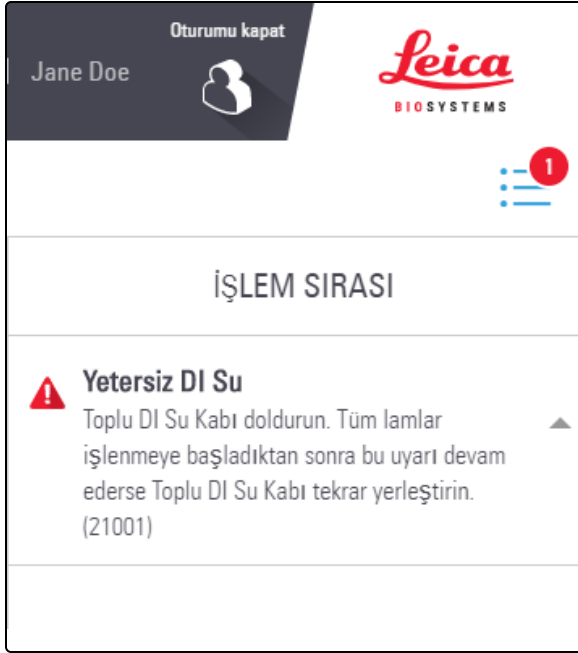 Oturumu kapat
Jane Doe
Leica
BIOSYSTEMS
1
İŞLEM SIRASI
Yetersiz DI Su
Toplu DI Su Kabı doldurun. Tüm lamlar
işlenmeye başladıktan sonra bu uyarı devam
ederse Toplu DI Su Kabı tekrar yerleştirin.
(21001)